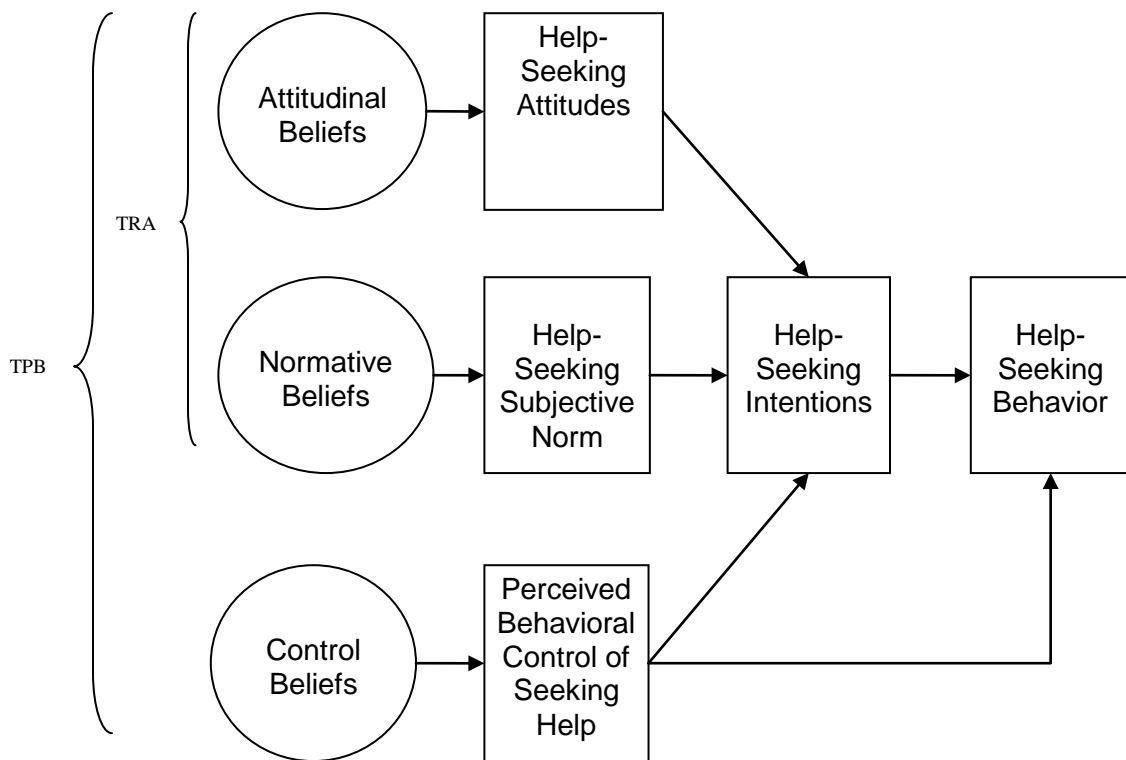 TPB
TRA
Attitudinal
Beliefs
Help-
Seeking
Attitudes
Normative
Beliefs
Help-
Seeking
Subjective
Norm
Help-
Seeking
Intentions
Help-
Seeking
Behavior
Control
Beliefs
Perceived
Behavioral
Control of
Seeking
Help